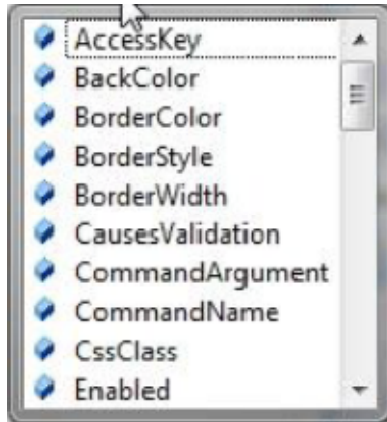 AccessKey
BackColor
BorderColor
BorderStyle
BorderWidth
CausesValidation
CommandArgument
CommandName
CssClass
Enabled